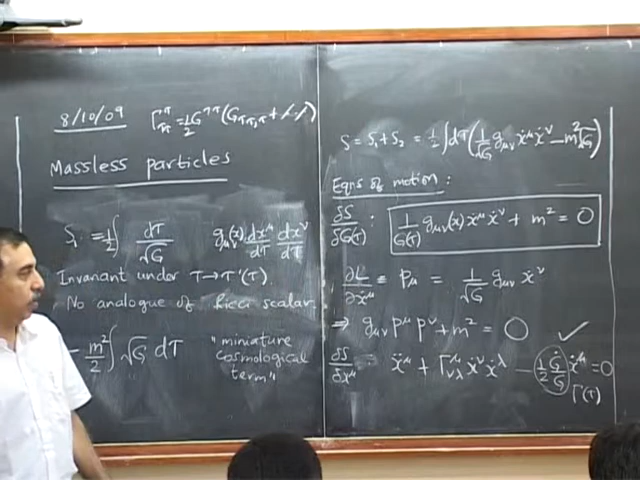 8/10/09
Γ^τ_ττ = 1/2 G^ττ (G_ττ,τ + / - /)
Massless particles
S₁ = 1/2 ∫ dτ/√G g_μν(x) dx^μ/dτ dx^ν/dτ
Invariant under τ → τ'(τ).
No analogue of Ricci scalar.
- m²/2 ∫ √G dτ
"miniature
cosmological
term"
S = S₁ + S₂ = 1/2 ∫ dτ (1/√G g_μν ẋ^μ ẋ^ν - m²√G)
Eqns of motion :
δS/δG(τ) : 1/G(τ) g_μν(x) ẋ^μ ẋ^ν + m² = 0
∂L/∂ẋ^μ = P_μ = 1/√G g_μν ẋ^ν
⇒ g_μν P^μ P^ν + m² = 0 ✓
δS/δx^μ : ẍ^μ + Γ^μ_νλ ẋ^ν ẋ^λ - 1/2 Ġ/G ẋ^μ = 0
Γ(τ)